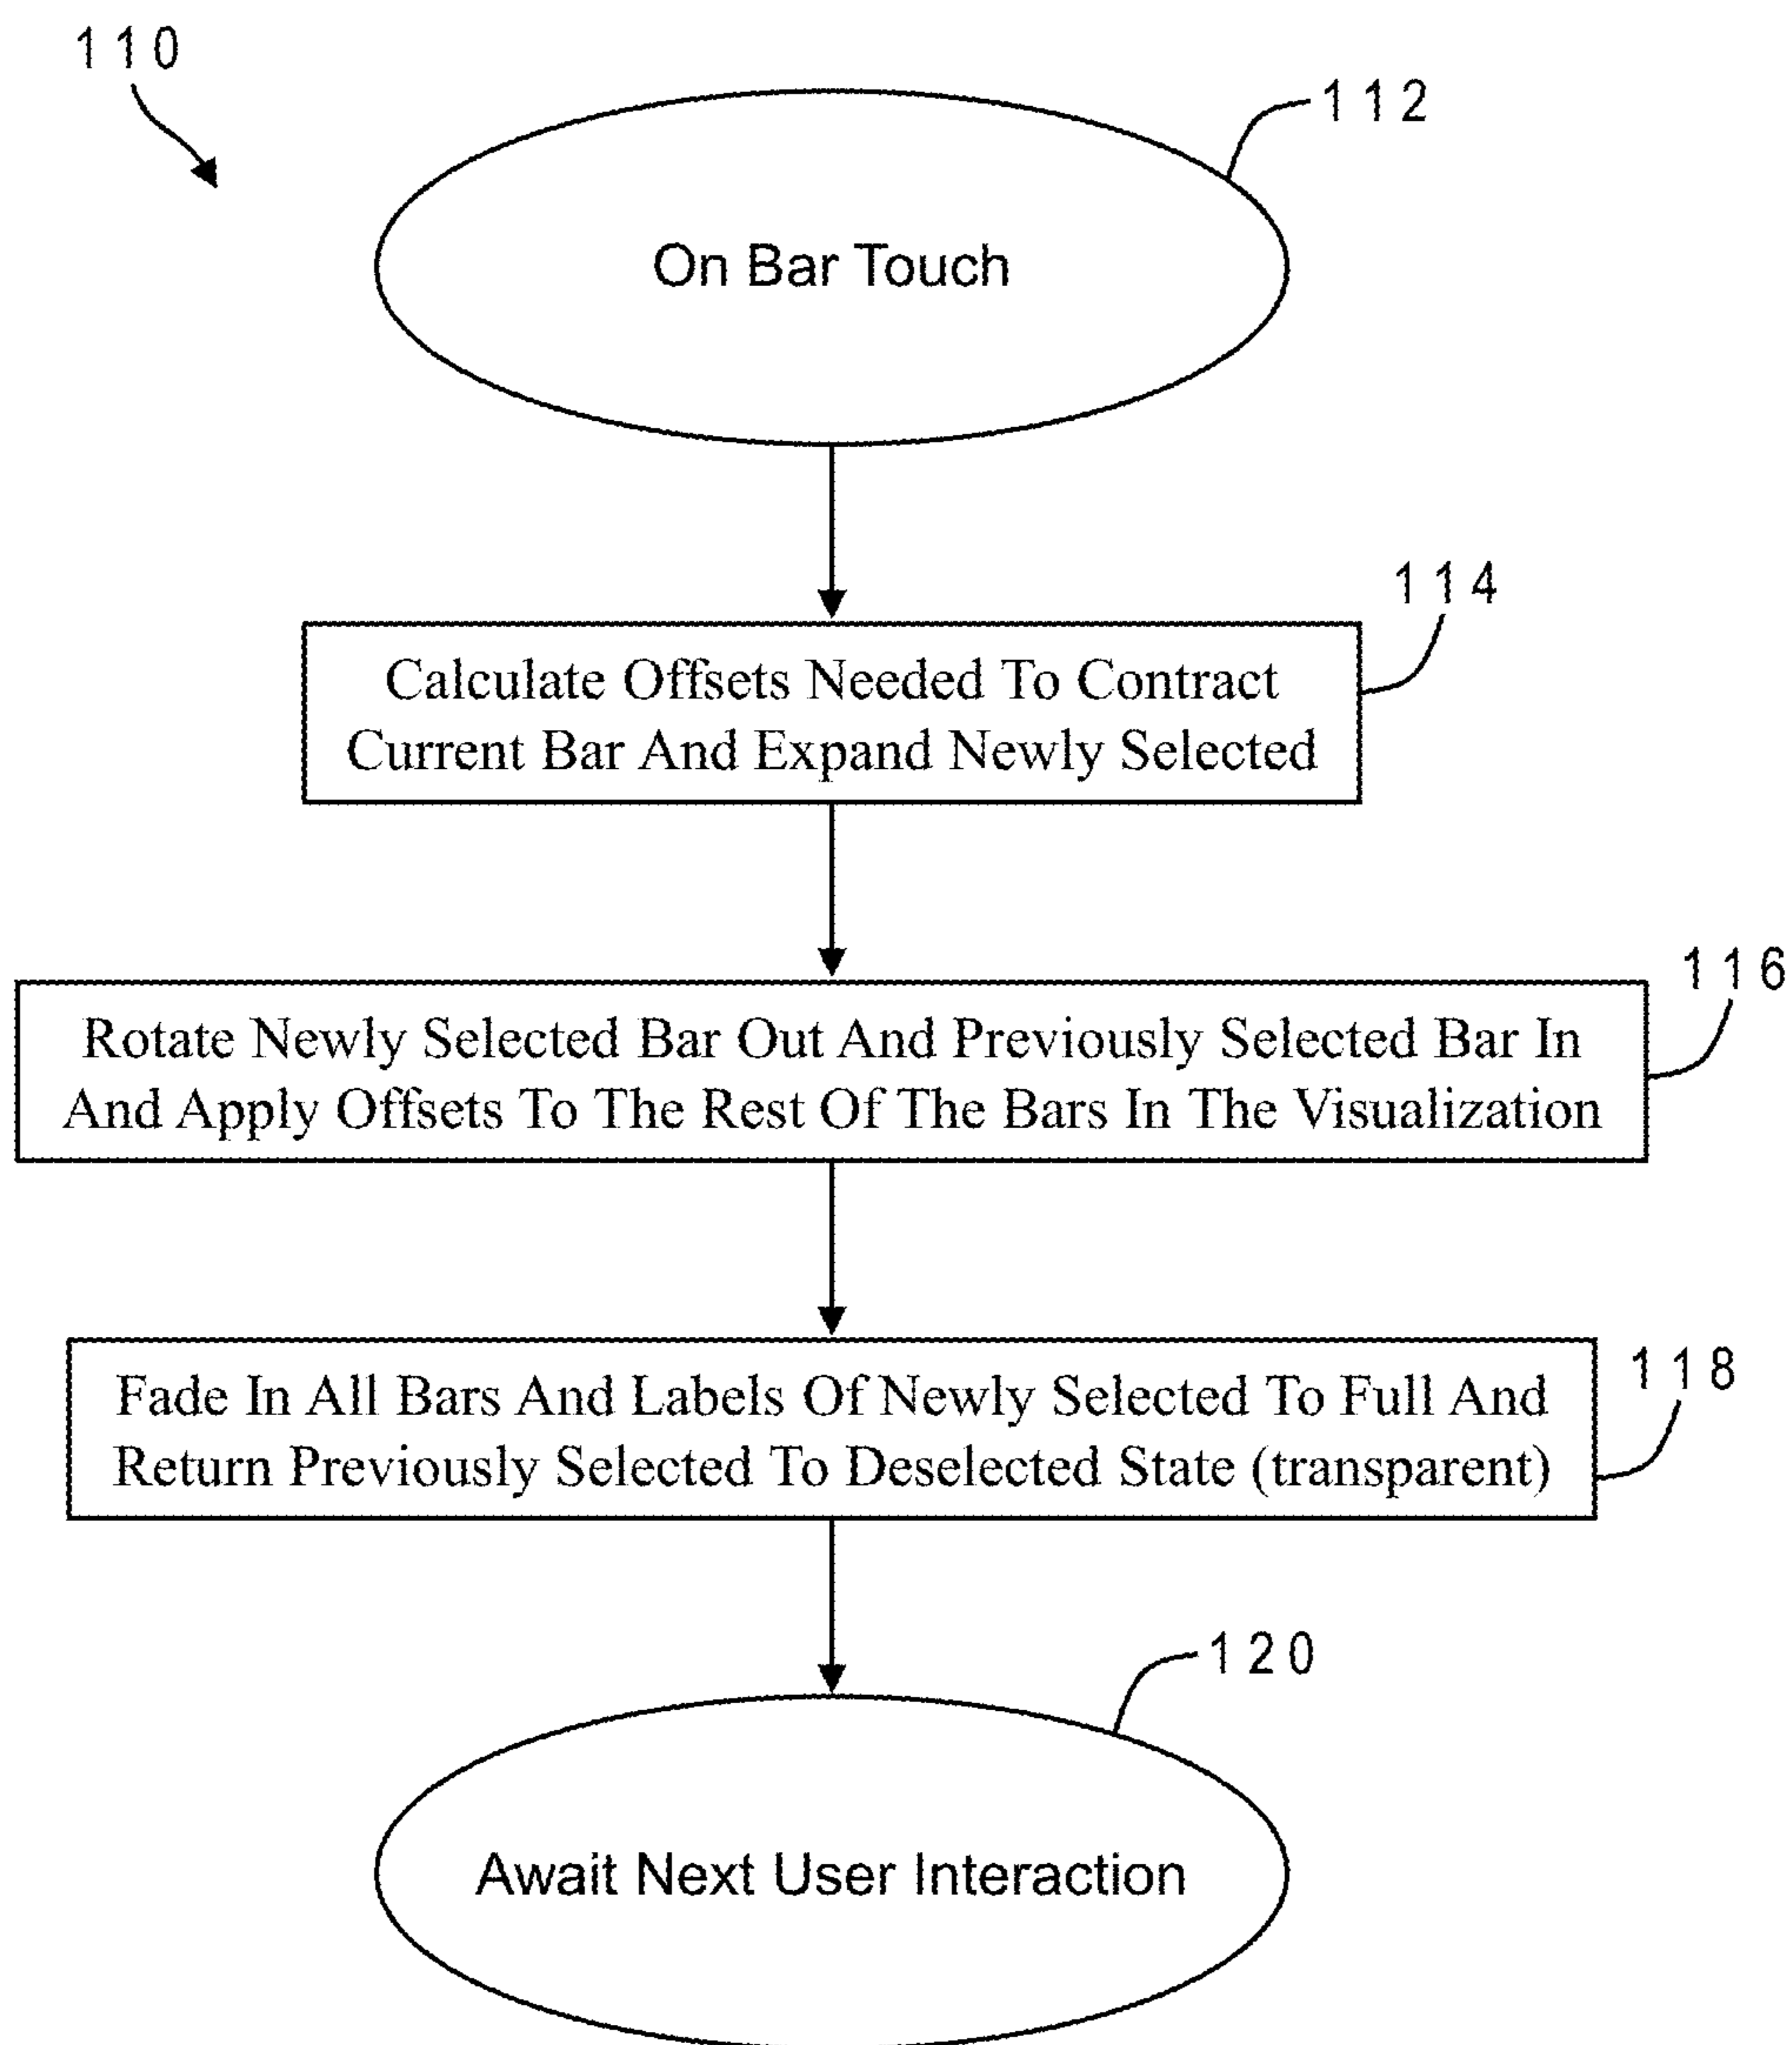 110
112
On Bar Touch
114
Calculate Offsets Needed To Contract
Current Bar And Expand Newly Selected
116
Rotate Newly Selected Bar Out And Previously Selected Bar In
And Apply Offsets To The Rest Of The Bars In The Visualization
118
Fade In All Bars And Labels Of Newly Selected To Full And
Return Previously Selected To Deselected State (transparent)
120
Await Next User Interaction